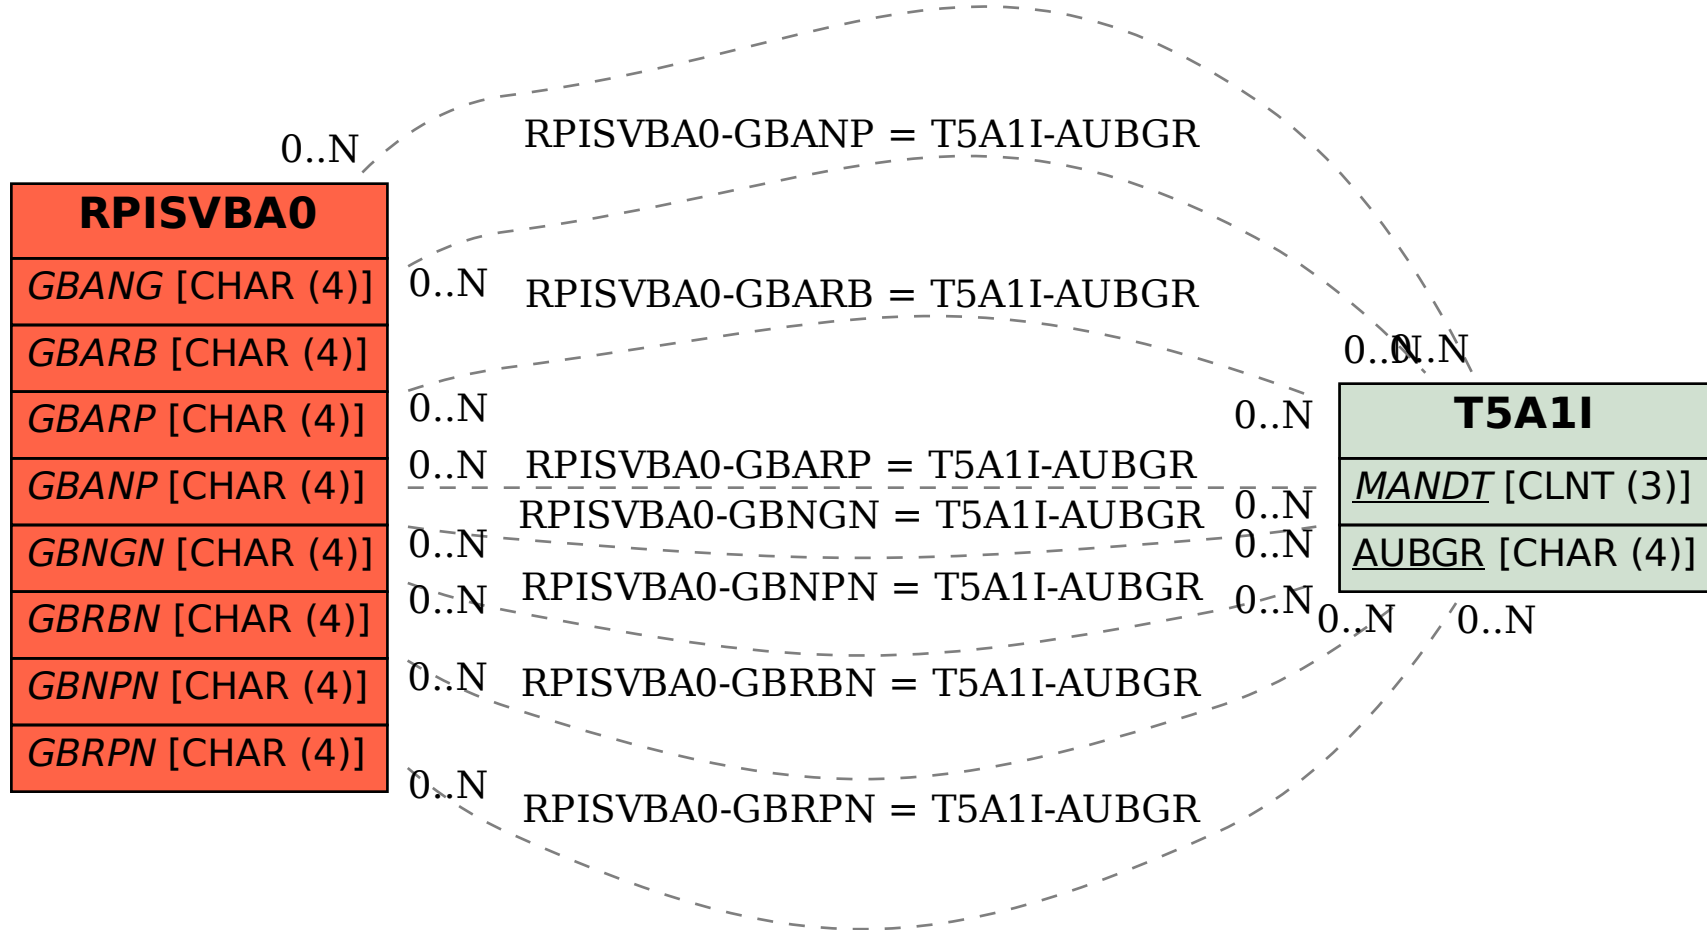 RPISVBA0
GBANG [CHAR (4)]
GBARB [CHAR (4)]
GBARP [CHAR (4)]
GBANP [CHAR (4)]
GBNGN [CHAR (4)]
GBRBN [CHAR (4)]
GBNPN [CHAR (4)]
GBRPN [CHAR (4)]
0..N
0..N
0..N
0..N
0..N
0..N
0..N
0..N
RPISVBA0-GBANP = T5A1I-AUBGR
RPISVBA0-GBARB = T5A1I-AUBGR
RPISVBA0-GBARP = T5A1I-AUBGR
RPISVBA0-GBNGN = T5A1I-AUBGR
RPISVBA0-GBNPN = T5A1I-AUBGR
RPISVBA0-GBRBN = T5A1I-AUBGR
RPISVBA0-GBRPN = T5A1I-AUBGR
0..N
0..N
0..N
0..N
0..N
0..N
0..N
0..N
T5A1I
MANDT [CLNT (3)]
AUBGR [CHAR (4)]